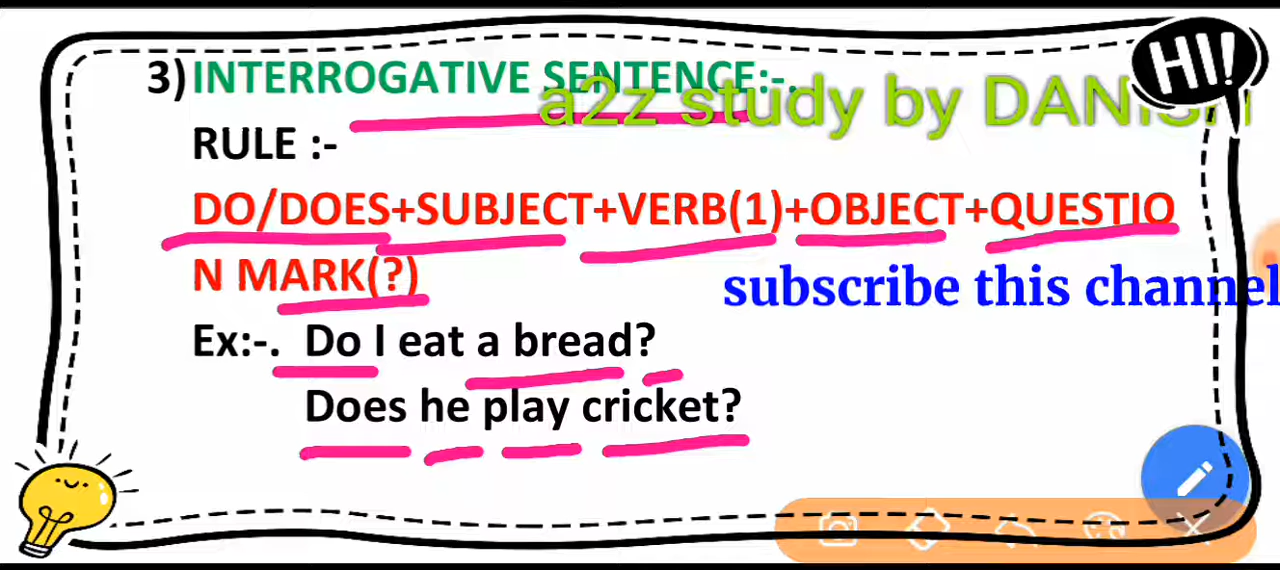 HI!
3) INTERROGATIVE SENTENCE:-.
a2z study by DANISH
RULE :-
DO/DOES+SUBJECT+VERB(1)+OBJECT+QUESTIO
N MARK(?)
subscribe this channel
Ex:-. Do I eat a bread?
Does he play cricket?